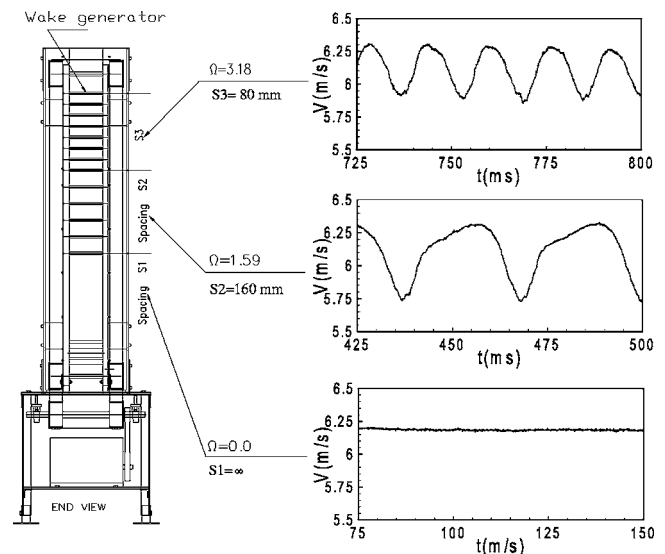 Wake generator
Ω=3.18
S3= 80 mm
S3
S2
Spacing
Ω=1.59
S2=160 mm
S1
Spacing
Ω=0.0
S1=∞
END VIEW
V(m/s)
6.5
6.25
6
5.75
5.5
725 750 775 800
t(ms)
V(m/s)
6.5
6.25
6
5.75
5.5
425 450 475 500
t(ms)
V(m/s)
6.5
6.25
6
5.75
5.5
75 100 125 150
t(m/s)